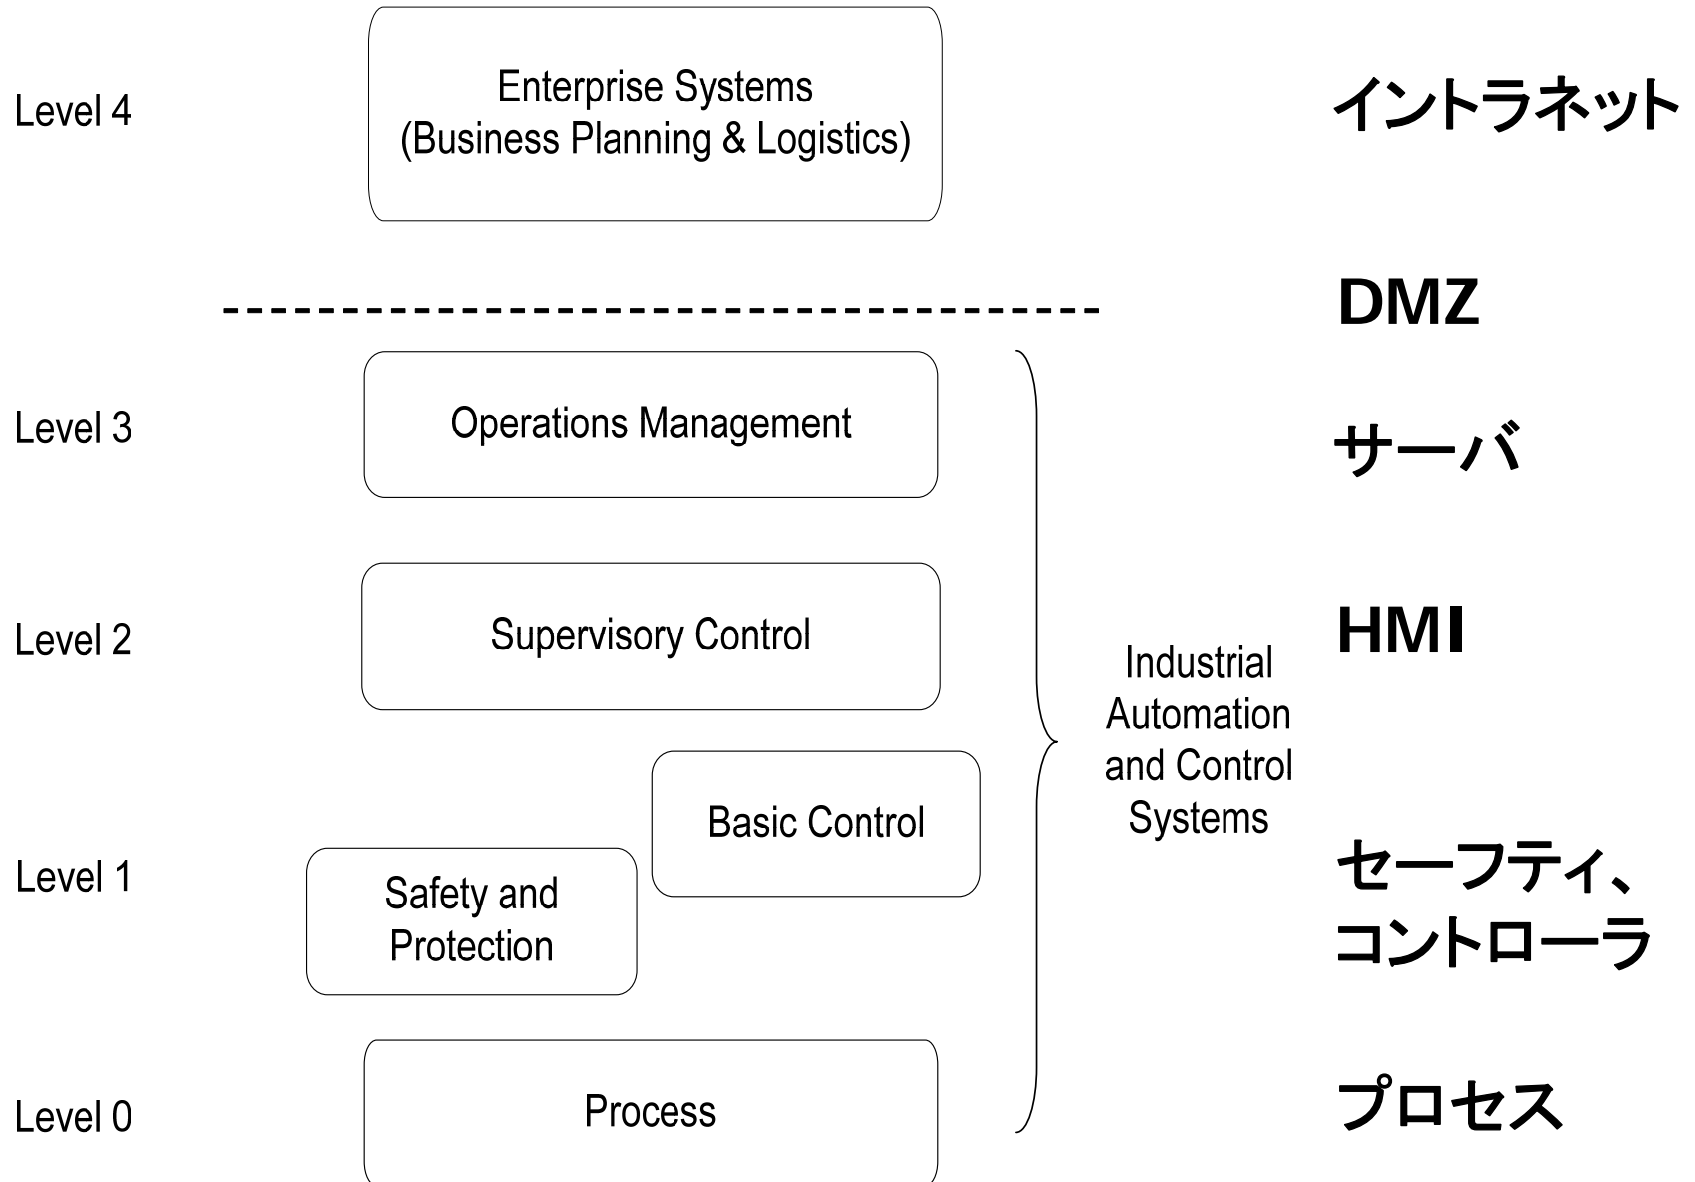 Level 4
Enterprise Systems
(Business Planning & Logistics)
イントラネット
DMZ
Level 3
Operations Management
サーバ
Level 2
Supervisory Control
HMI
Industrial
Automation
and Control
Systems
Level 1
Basic Control
Safety and
Protection
セーフティ、
コントローラ
Level 0
Process
プロセス